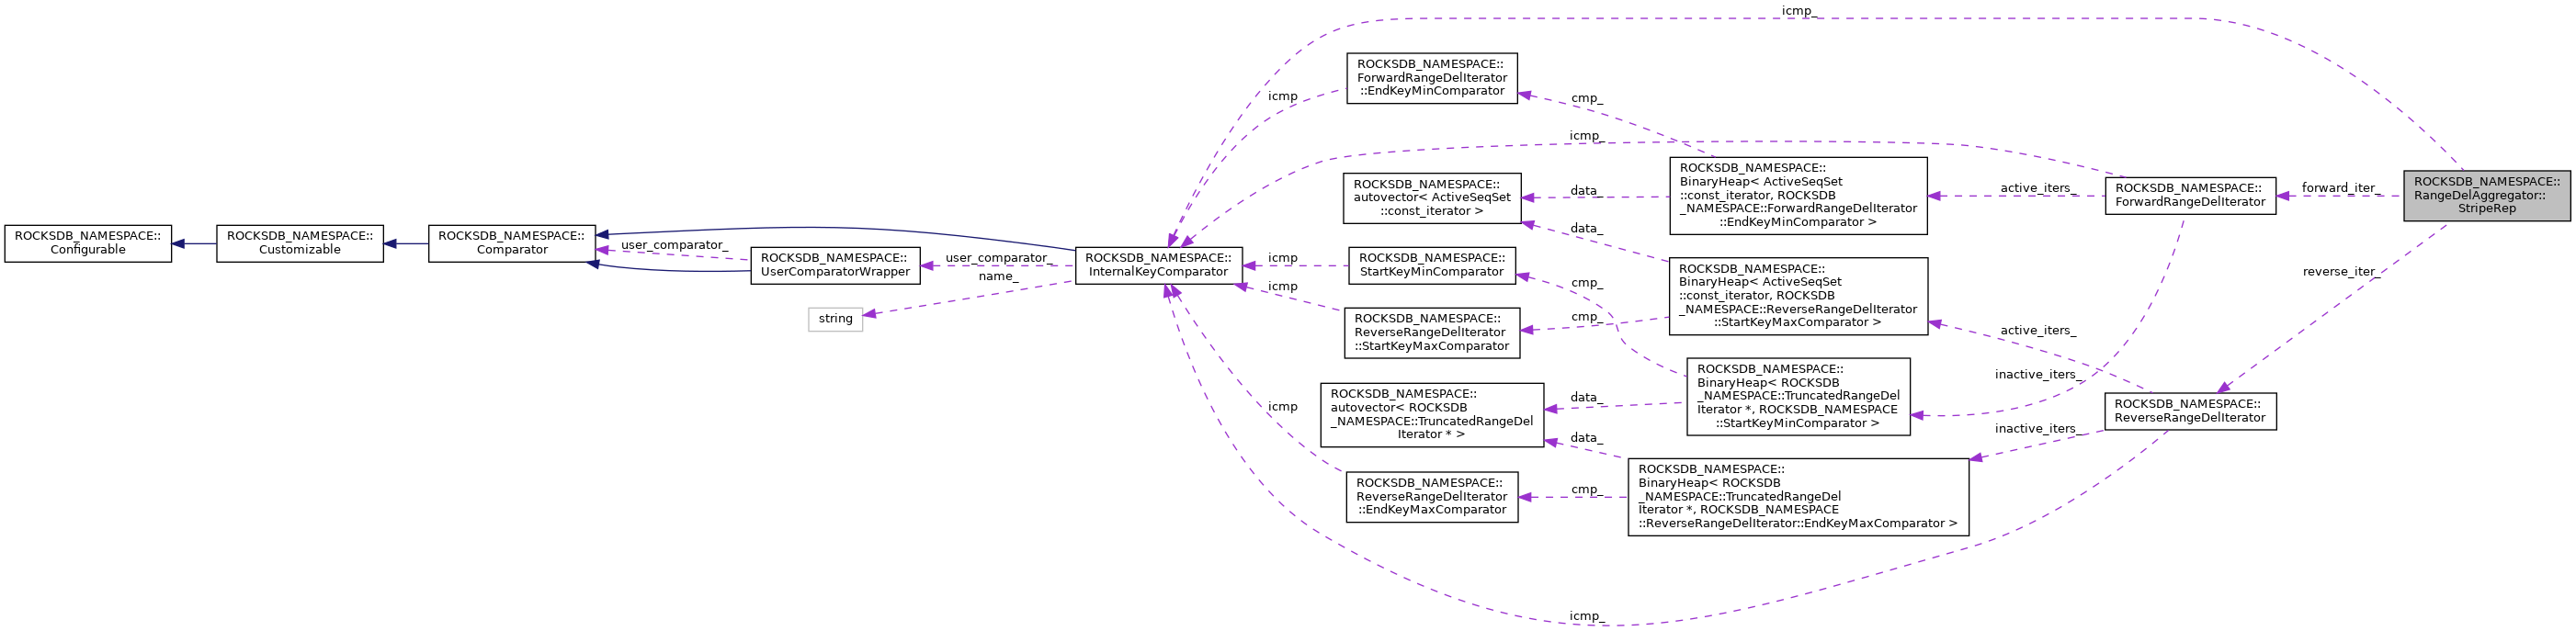 ROCKSDB_NAMESPACE::
Configurable
ROCKSDB_NAMESPACE::
Customizable
ROCKSDB_NAMESPACE::
Comparator
user_comparator_
ROCKSDB_NAMESPACE::
UserComparatorWrapper
string
user_comparator_
name_
ROCKSDB_NAMESPACE::
InternalKeyComparator
icmp_
icmp
icmp_
icmp
icmp
icmp
icmp_
ROCKSDB_NAMESPACE::
ForwardRangeDelIterator
::EndKeyMinComparator
ROCKSDB_NAMESPACE::
autovector< ActiveSeqSet
::const_iterator >
ROCKSDB_NAMESPACE::
StartKeyMinComparator
ROCKSDB_NAMESPACE::
ReverseRangeDelIterator
::StartKeyMaxComparator
ROCKSDB_NAMESPACE::
autovector< ROCKSDB
_NAMESPACE::TruncatedRangeDel
Iterator * >
ROCKSDB_NAMESPACE::
ReverseRangeDelIterator
::EndKeyMaxComparator
cmp_
data_
data_
cmp_
cmp_
data_
data_
cmp_
ROCKSDB_NAMESPACE::
BinaryHeap< ActiveSeqSet
::const_iterator, ROCKSDB
_NAMESPACE::ForwardRangeDelIterator
::EndKeyMinComparator >
ROCKSDB_NAMESPACE::
BinaryHeap< ActiveSeqSet
::const_iterator, ROCKSDB
_NAMESPACE::ReverseRangeDelIterator
::StartKeyMaxComparator >
ROCKSDB_NAMESPACE::
BinaryHeap< ROCKSDB
_NAMESPACE::TruncatedRangeDel
Iterator *, ROCKSDB_NAMESPACE
::StartKeyMinComparator >
ROCKSDB_NAMESPACE::
BinaryHeap< ROCKSDB
_NAMESPACE::TruncatedRangeDel
Iterator *, ROCKSDB_NAMESPACE
::ReverseRangeDelIterator::EndKeyMaxComparator >
active_iters_
active_iters_
inactive_iters_
inactive_iters_
ROCKSDB_NAMESPACE::
ForwardRangeDelIterator
ROCKSDB_NAMESPACE::
ReverseRangeDelIterator
forward_iter_
reverse_iter_
ROCKSDB_NAMESPACE::
RangeDelAggregator::
StripeRep